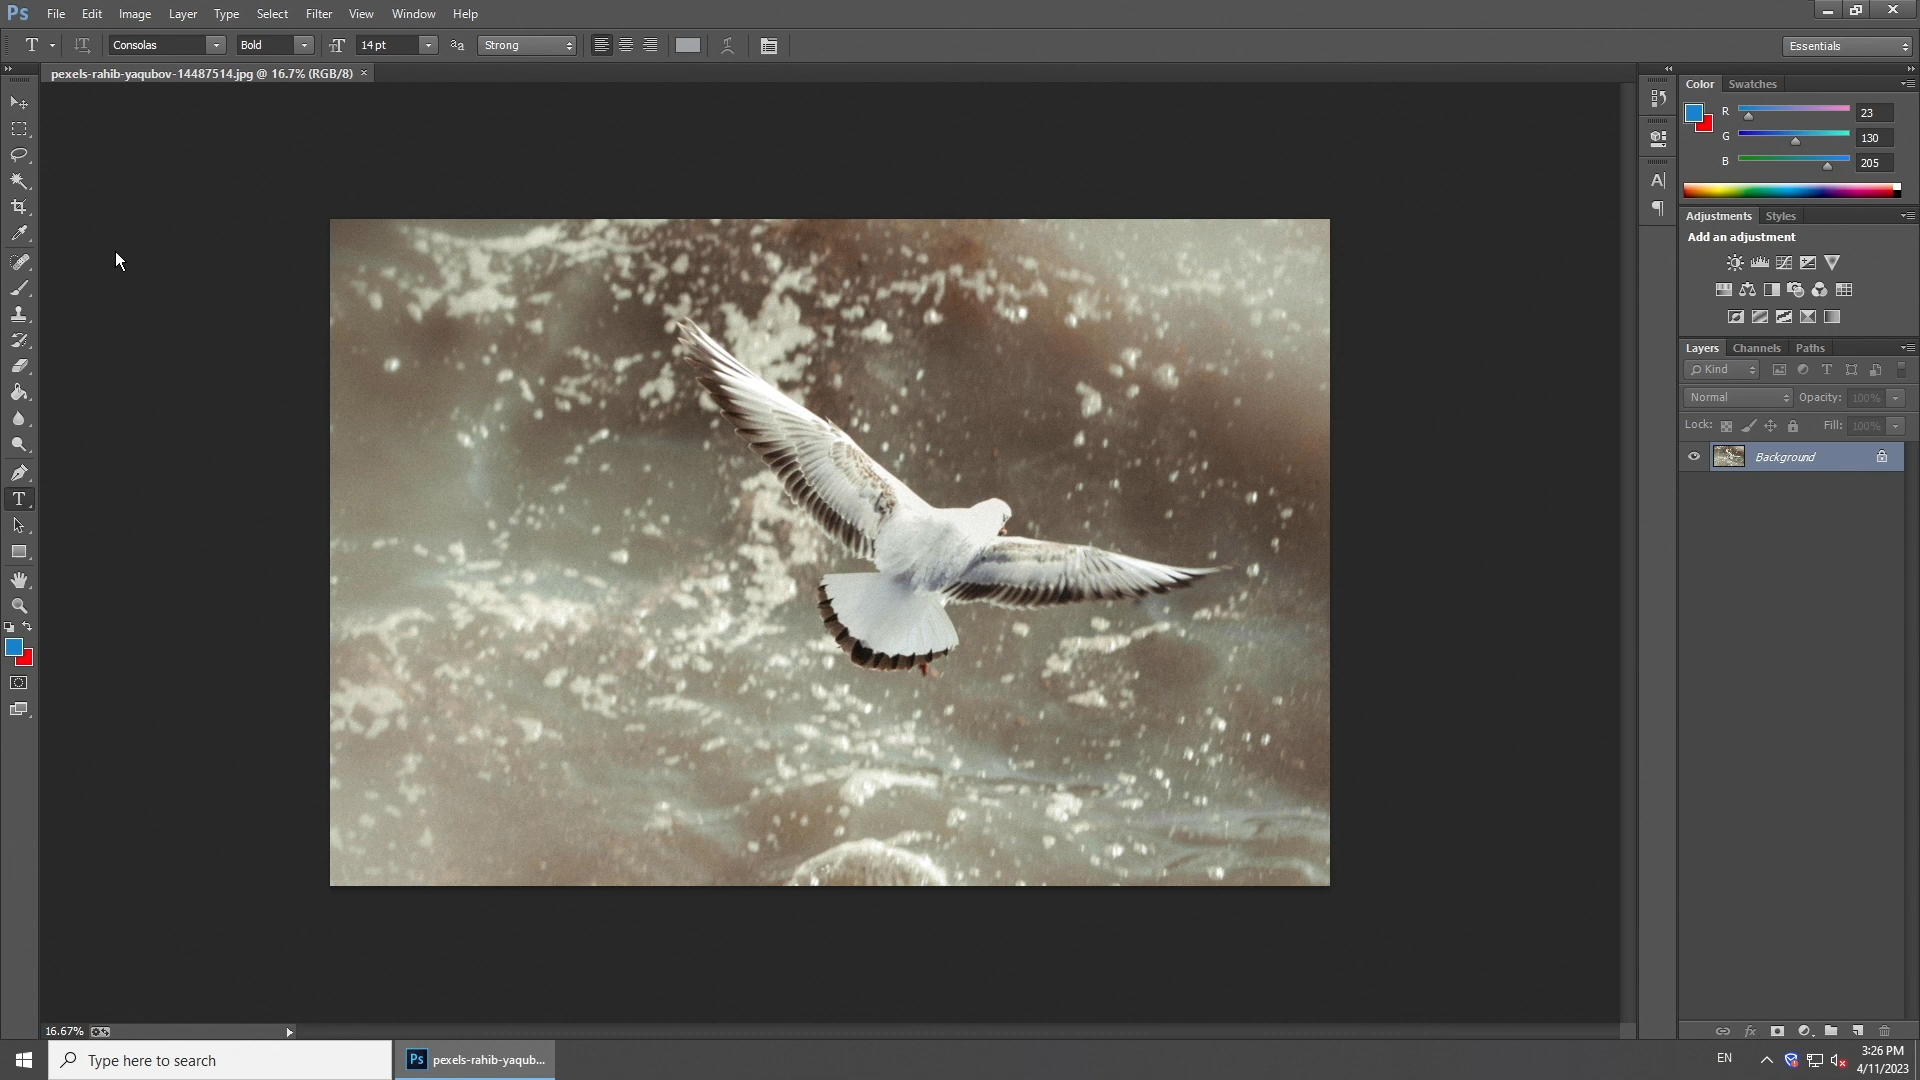 Ps File Edit Image Layer Type Select Filter View Window Help
T Consolas Bold 14 pt Strong Essentials
pexels-rahib-yaqubov-14487514.jpg @ 16.7% (RGB/8) ×
Color Swatches
R 23
G 130
B 205
Adjustments Styles
Add an adjustment
Layers Channels Paths
Kind
Normal Opacity: 100%
Lock: Fill: 100%
Background
16.67%
Type here to search
Ps pexels-rahib-yaqub...
EN
3:26 PM
4/11/2023